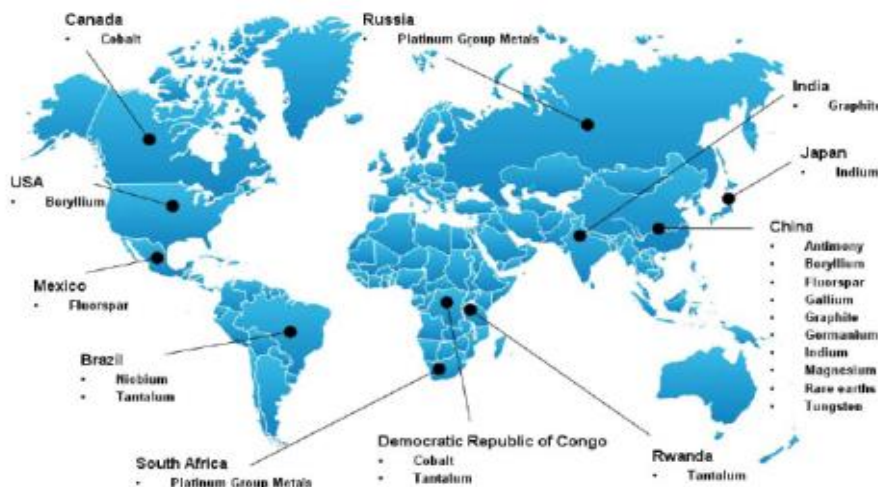 Canada
• Cobalt
Russia
• Platinum Group Metals
India
• Graphite
Japan
• Indium
USA
• Beryllium
China
• Antimony
• Beryllium
• Fluorspar
• Gallium
• Graphite
• Germanium
• Indium
• Magnesium
• Rare earths
• Tungsten
Mexico
• Fluorspar
Brazil
• Niobium
• Tantalum
South Africa
• Platinum Group Metals
Democratic Republic of Congo
• Cobalt
• Tantalum
Rwanda
• Tantalum